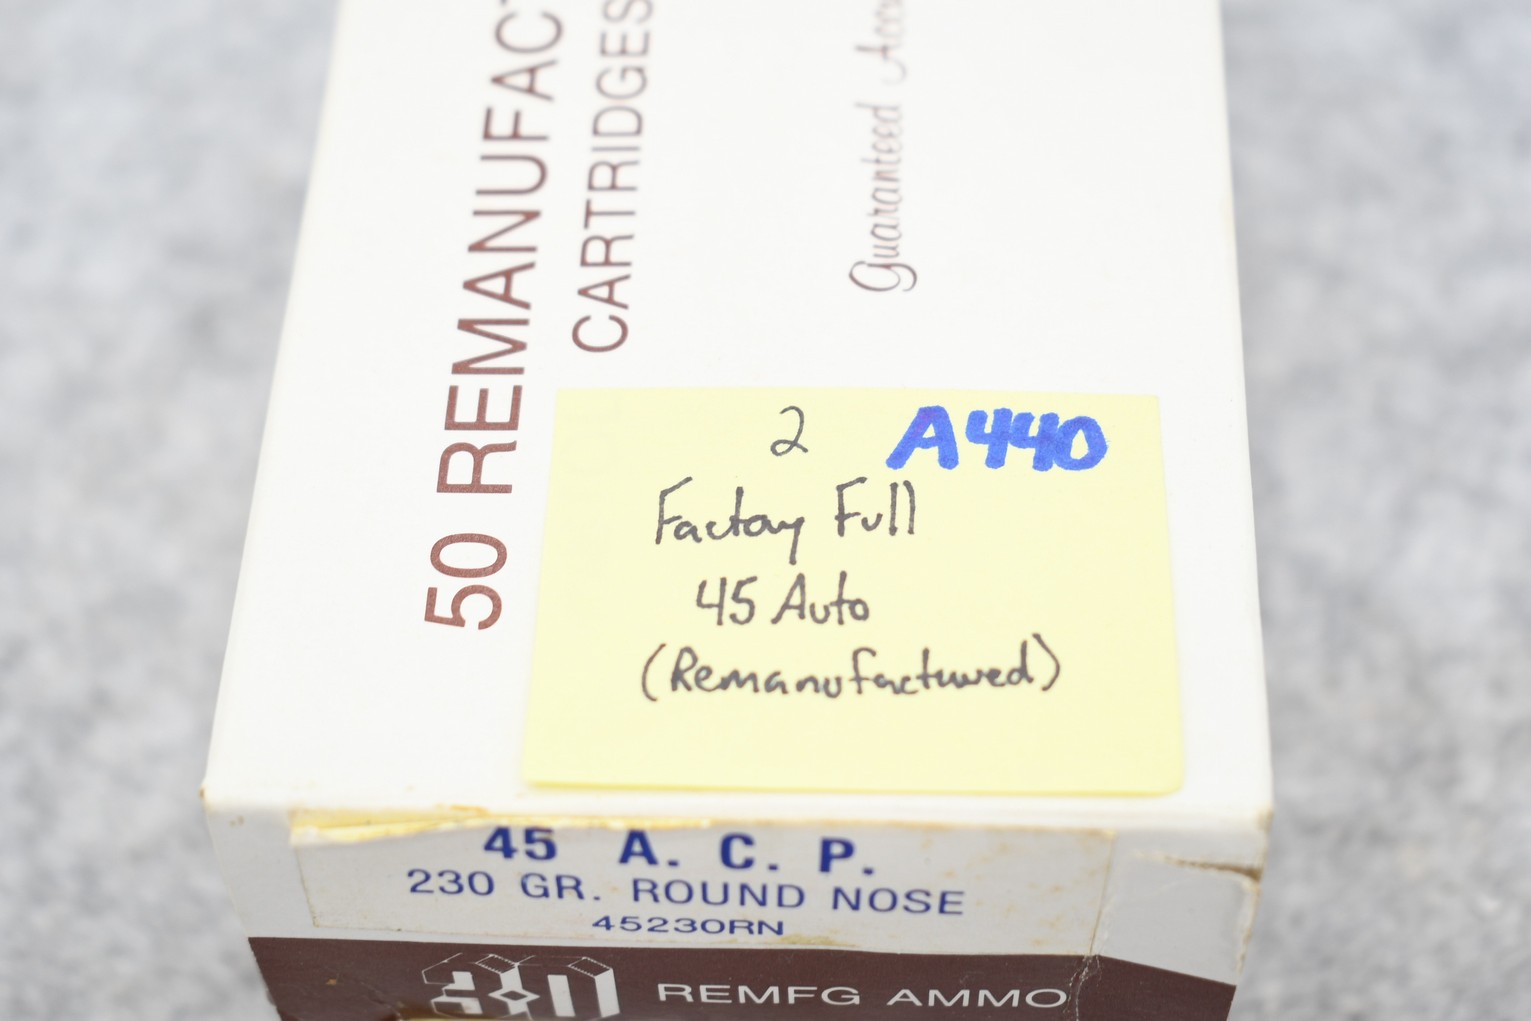 50 REMANUFACT
CARTRIDGES
Guaranteed
2 A440
Factory Full
45 Auto
(Remanufactured)
45 A. C. P.
230 GR. ROUND NOSE
45230RN
REMFG AMMO